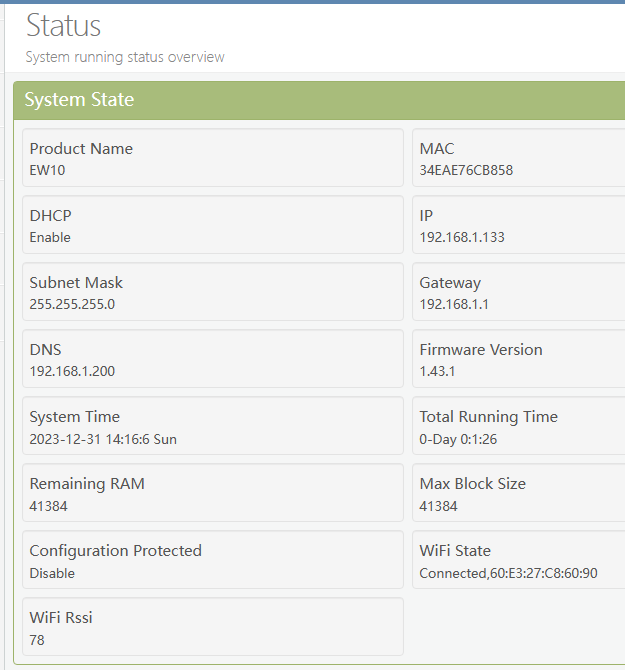 Status
System running status overview
System State
Product Name
EW10
MAC
34EAE76CB858
DHCP
Enable
IP
192.168.1.133
Subnet Mask
255.255.255.0
Gateway
192.168.1.1
DNS
192.168.1.200
Firmware Version
1.43.1
System Time
2023-12-31 14:16:6 Sun
Total Running Time
0-Day 0:1:26
Remaining RAM
41384
Max Block Size
41384
Configuration Protected
Disable
WiFi State
Connected,60:E3:27:C8:60:90
WiFi Rssi
78